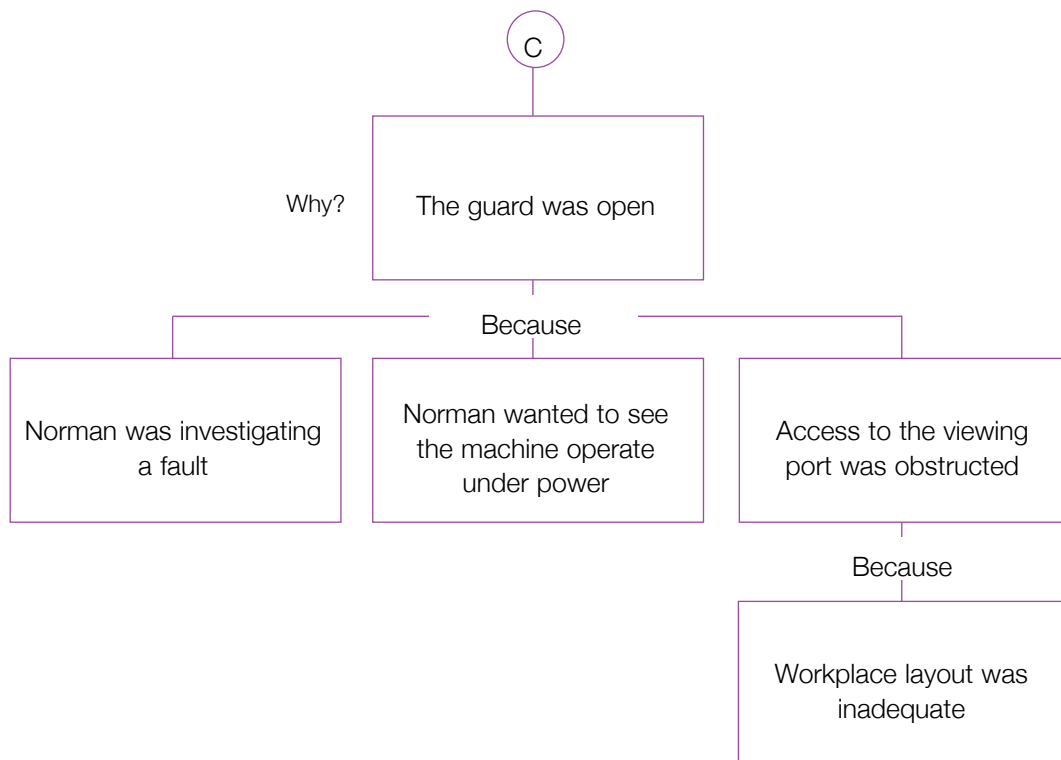 C
Why?
The guard was open
Because
Norman was investigating
a fault
Norman wanted to see
the machine operate
under power
Access to the viewing
port was obstructed
Because
Workplace layout was
inadequate